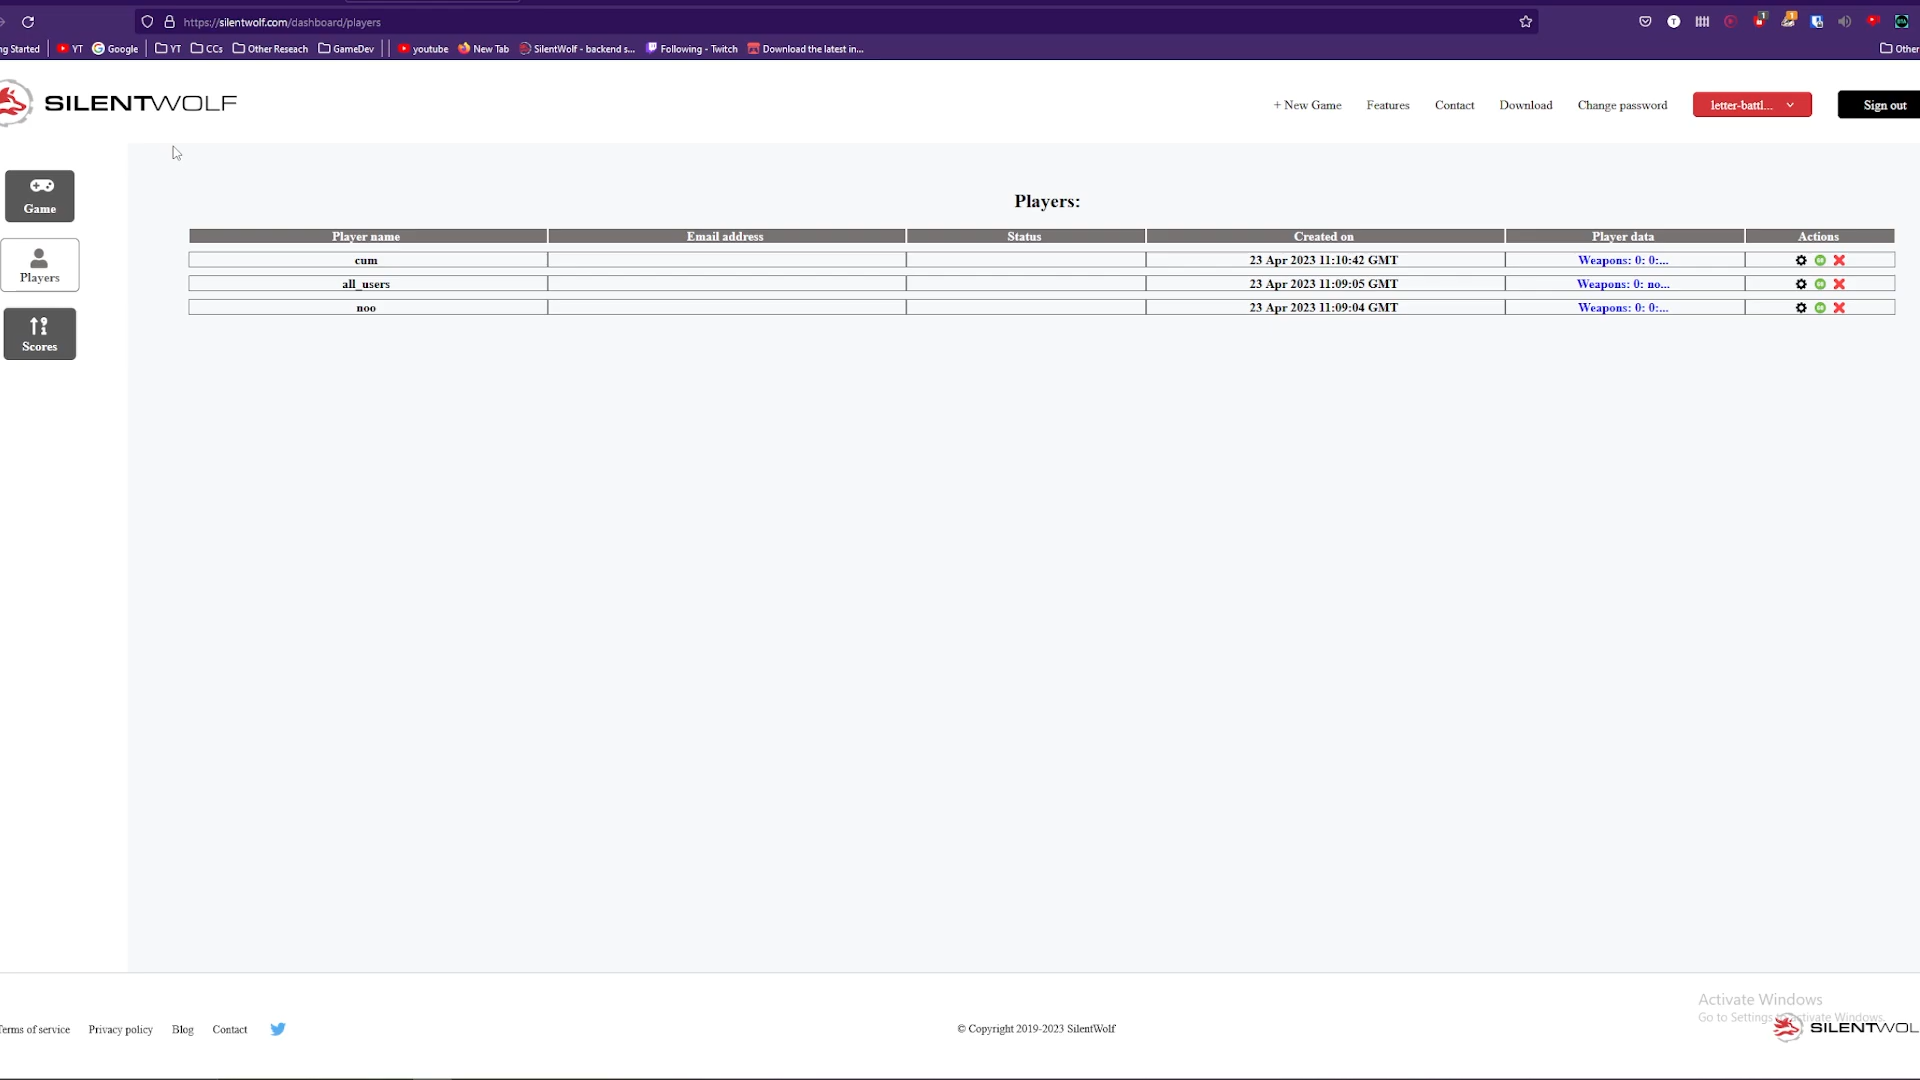 https://silentwolf.com/dashboard/players
ng Started YT Google YT CCs Other Reseach GameDev youtube New Tab SilentWolf - backend s... Following - Twitch Download the latest in... Other
SILENTWOLF
+ New Game Features Contact Download Change password letter-battl... Sign out
Game
Players
Scores
Players:
Player name Email address Status Created on Player data Actions
cum 23 Apr 2023 11:10:42 GMT Weapons: 0: 0:...
all_users 23 Apr 2023 11:09:05 GMT Weapons: 0: no...
noo 23 Apr 2023 11:09:04 GMT Weapons: 0: 0:...
Activate Windows
Go to Settings to activate Windows.
Terms of service Privacy policy Blog Contact
© Copyright 2019-2023 SilentWolf
SILENTWOL